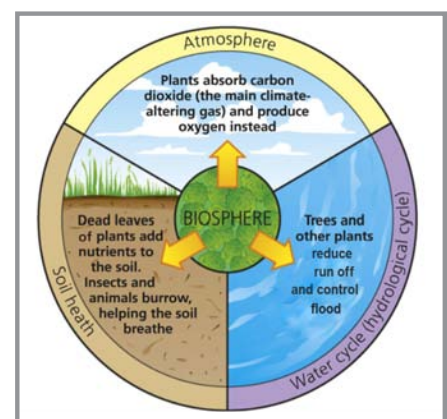 Atmosphere
Plants absorb carbon
dioxide (the main climate-
altering gas) and produce
oxygen instead
BIOSPHERE
Dead leaves
of plants add
nutrients to
the soil.
Insects and
animals burrow,
helping the soil
breathe
Soil heath
Trees and
other plants
reduce
run off
and control
flood
Water cycle (hydrological cycle)